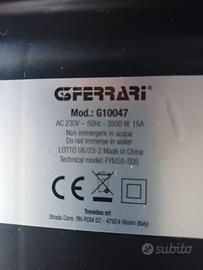 G3FERRARI®
Mod.: G10047
AC 230V ~ 50Hz - 3500 W, 15A
Non immergere in acqua
Do not immerse in water
LOTTO 06/23-2 Made in China
Technical model: FYM35-S05
CE
Trevidea srl
Strada Cons. RN-RSM 62 - 47924 Rimini (Italy)
subito